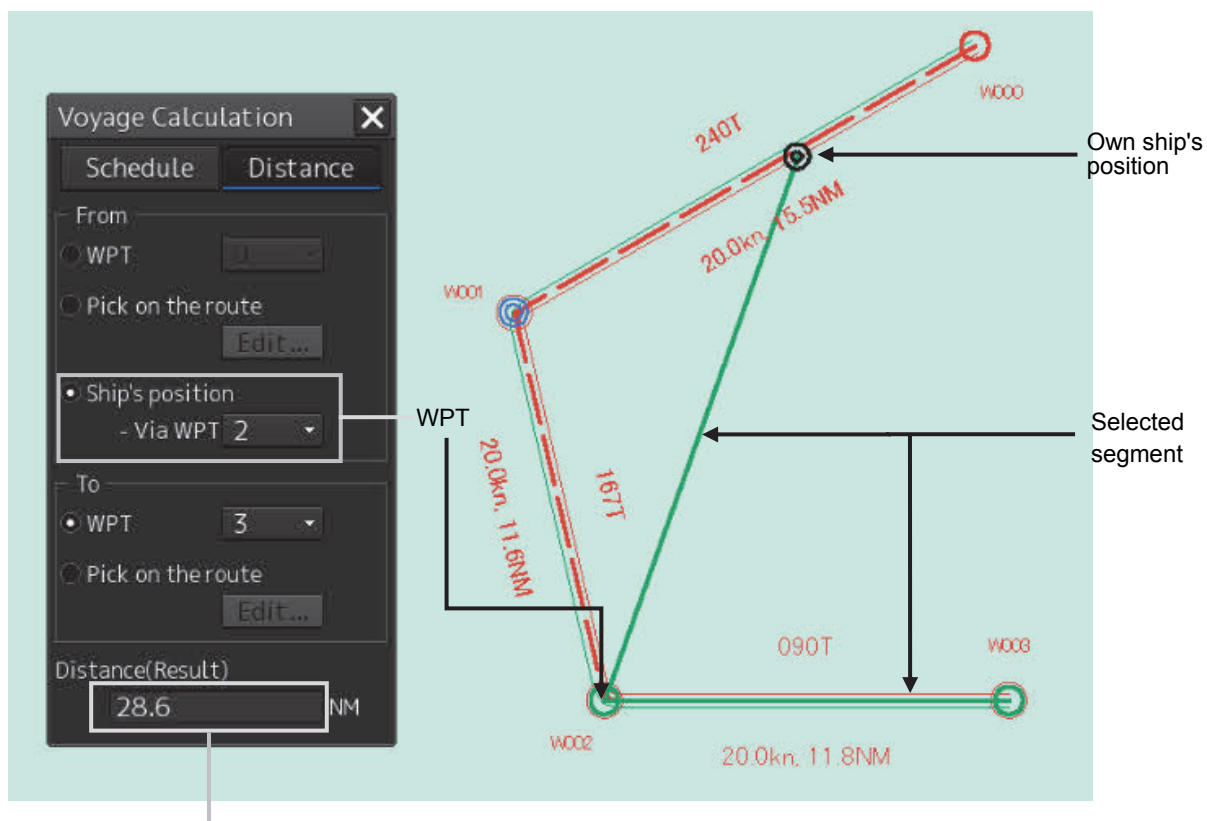 Voyage Calculation
Schedule Distance
From
WPT
Pick on the route
Edit...
Ship's position
- Via WPT 2
To
WPT 3
Pick on the route
Edit...
Distance(Result)
28.6 NM
WPT
W000
240T
20.0kn, 15.5NM
Own ship's
position
W001
20.0kn, 11.6NM
167T
Selected
segment
090T
W003
W002
20.0kn, 11.8NM